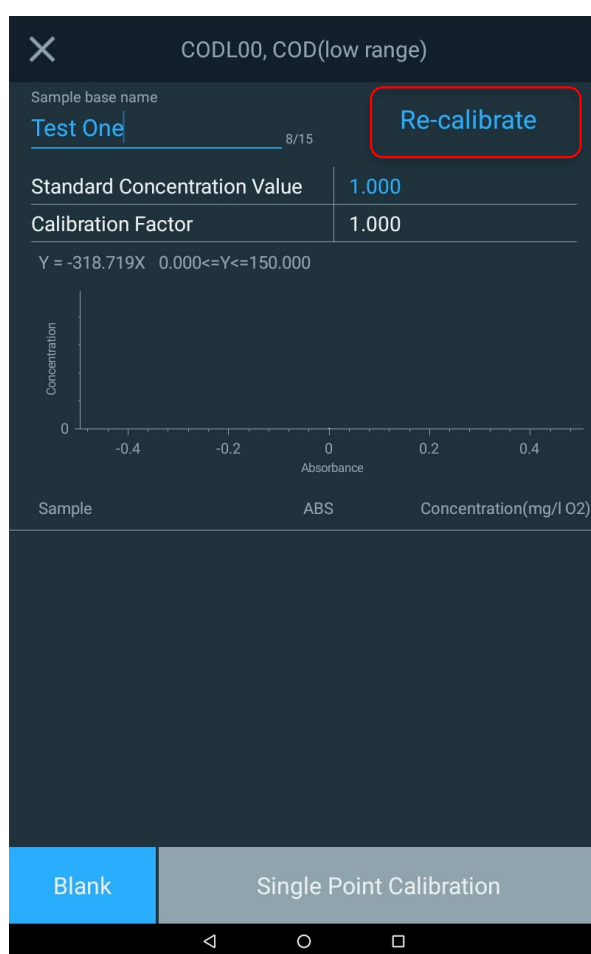 CODL00, COD(low range)
Sample base name
Test One
8/15
Re-calibrate
Standard Concentration Value 1.000
Calibration Factor 1.000
Y = -318.719X 0.000<=Y<=150.000
Concentration
0
-0.4 -0.2 0 0.2 0.4
Absorbance
Sample ABS Concentration(mg/l O2)
Blank Single Point Calibration